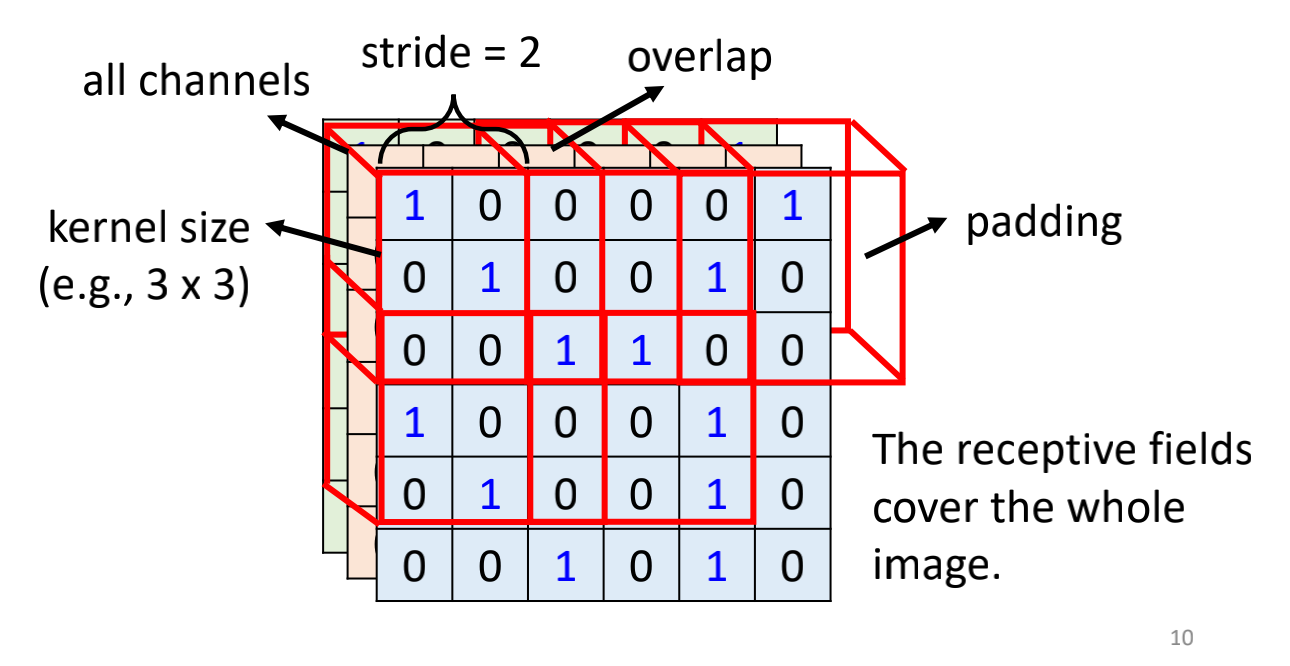 stride = 2
overlap
all channels
kernel size
(e.g., 3 x 3)
padding
1 0 0 0 0 1
0 1 0 0 1 0
0 0 1 1 0 0
1 0 0 0 1 0
0 1 0 0 1 0
0 0 1 0 1 0
The receptive fields
cover the whole
image.
10